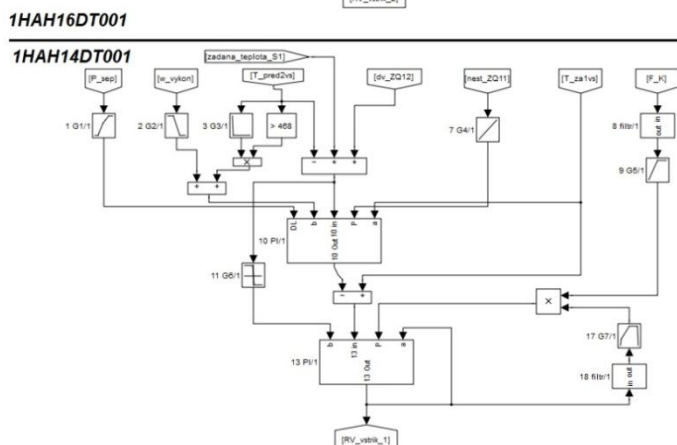 [RV_vstrik_2]
1HAH16DT001
1HAH14DT001
[zadana_teplota_S1]
[P_sep]
[w_vykon]
[T_pred2vs]
[dv_ZQ12]
[nest_ZQ11]
[T_za1vs]
[F_K]
1 G1/1
2 G2/1
3 G3/1
> 468
7 G4/1
8 filtr/1
in out
×
- + +
9 G5/1
+ +
DL b 10 in P a
10 PI/1
10 Out
11 G6/1
- +
×
17 G7/1
b 13 in P a
13 PI/1
13 Out
18 filtr/1
in out
[RV_vstrik_1]